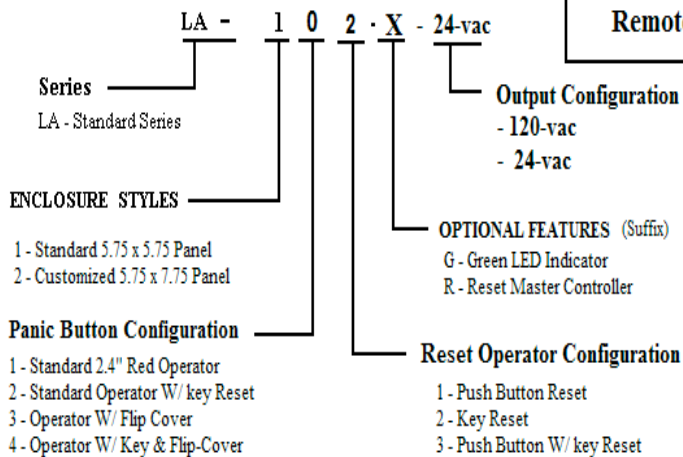 LA - 1 0 2 · X - 24-vac
Remote
Series
LA - Standard Series
Output Configuration
- 120-vac
- 24-vac
ENCLOSURE STYLES
1 - Standard 5.75 x 5.75 Panel
2 - Customized 5.75 x 7.75 Panel
OPTIONAL FEATURES (Suffix)
G - Green LED Indicator
R - Reset Master Controller
Panic Button Configuration
1 - Standard 2.4" Red Operator
2 - Standard Operator W/ key Reset
3 - Operator W/ Flip Cover
4 - Operator W/ Key & Flip-Cover
Reset Operator Configuration
1 - Push Button Reset
2 - Key Reset
3 - Push Button W/ key Reset